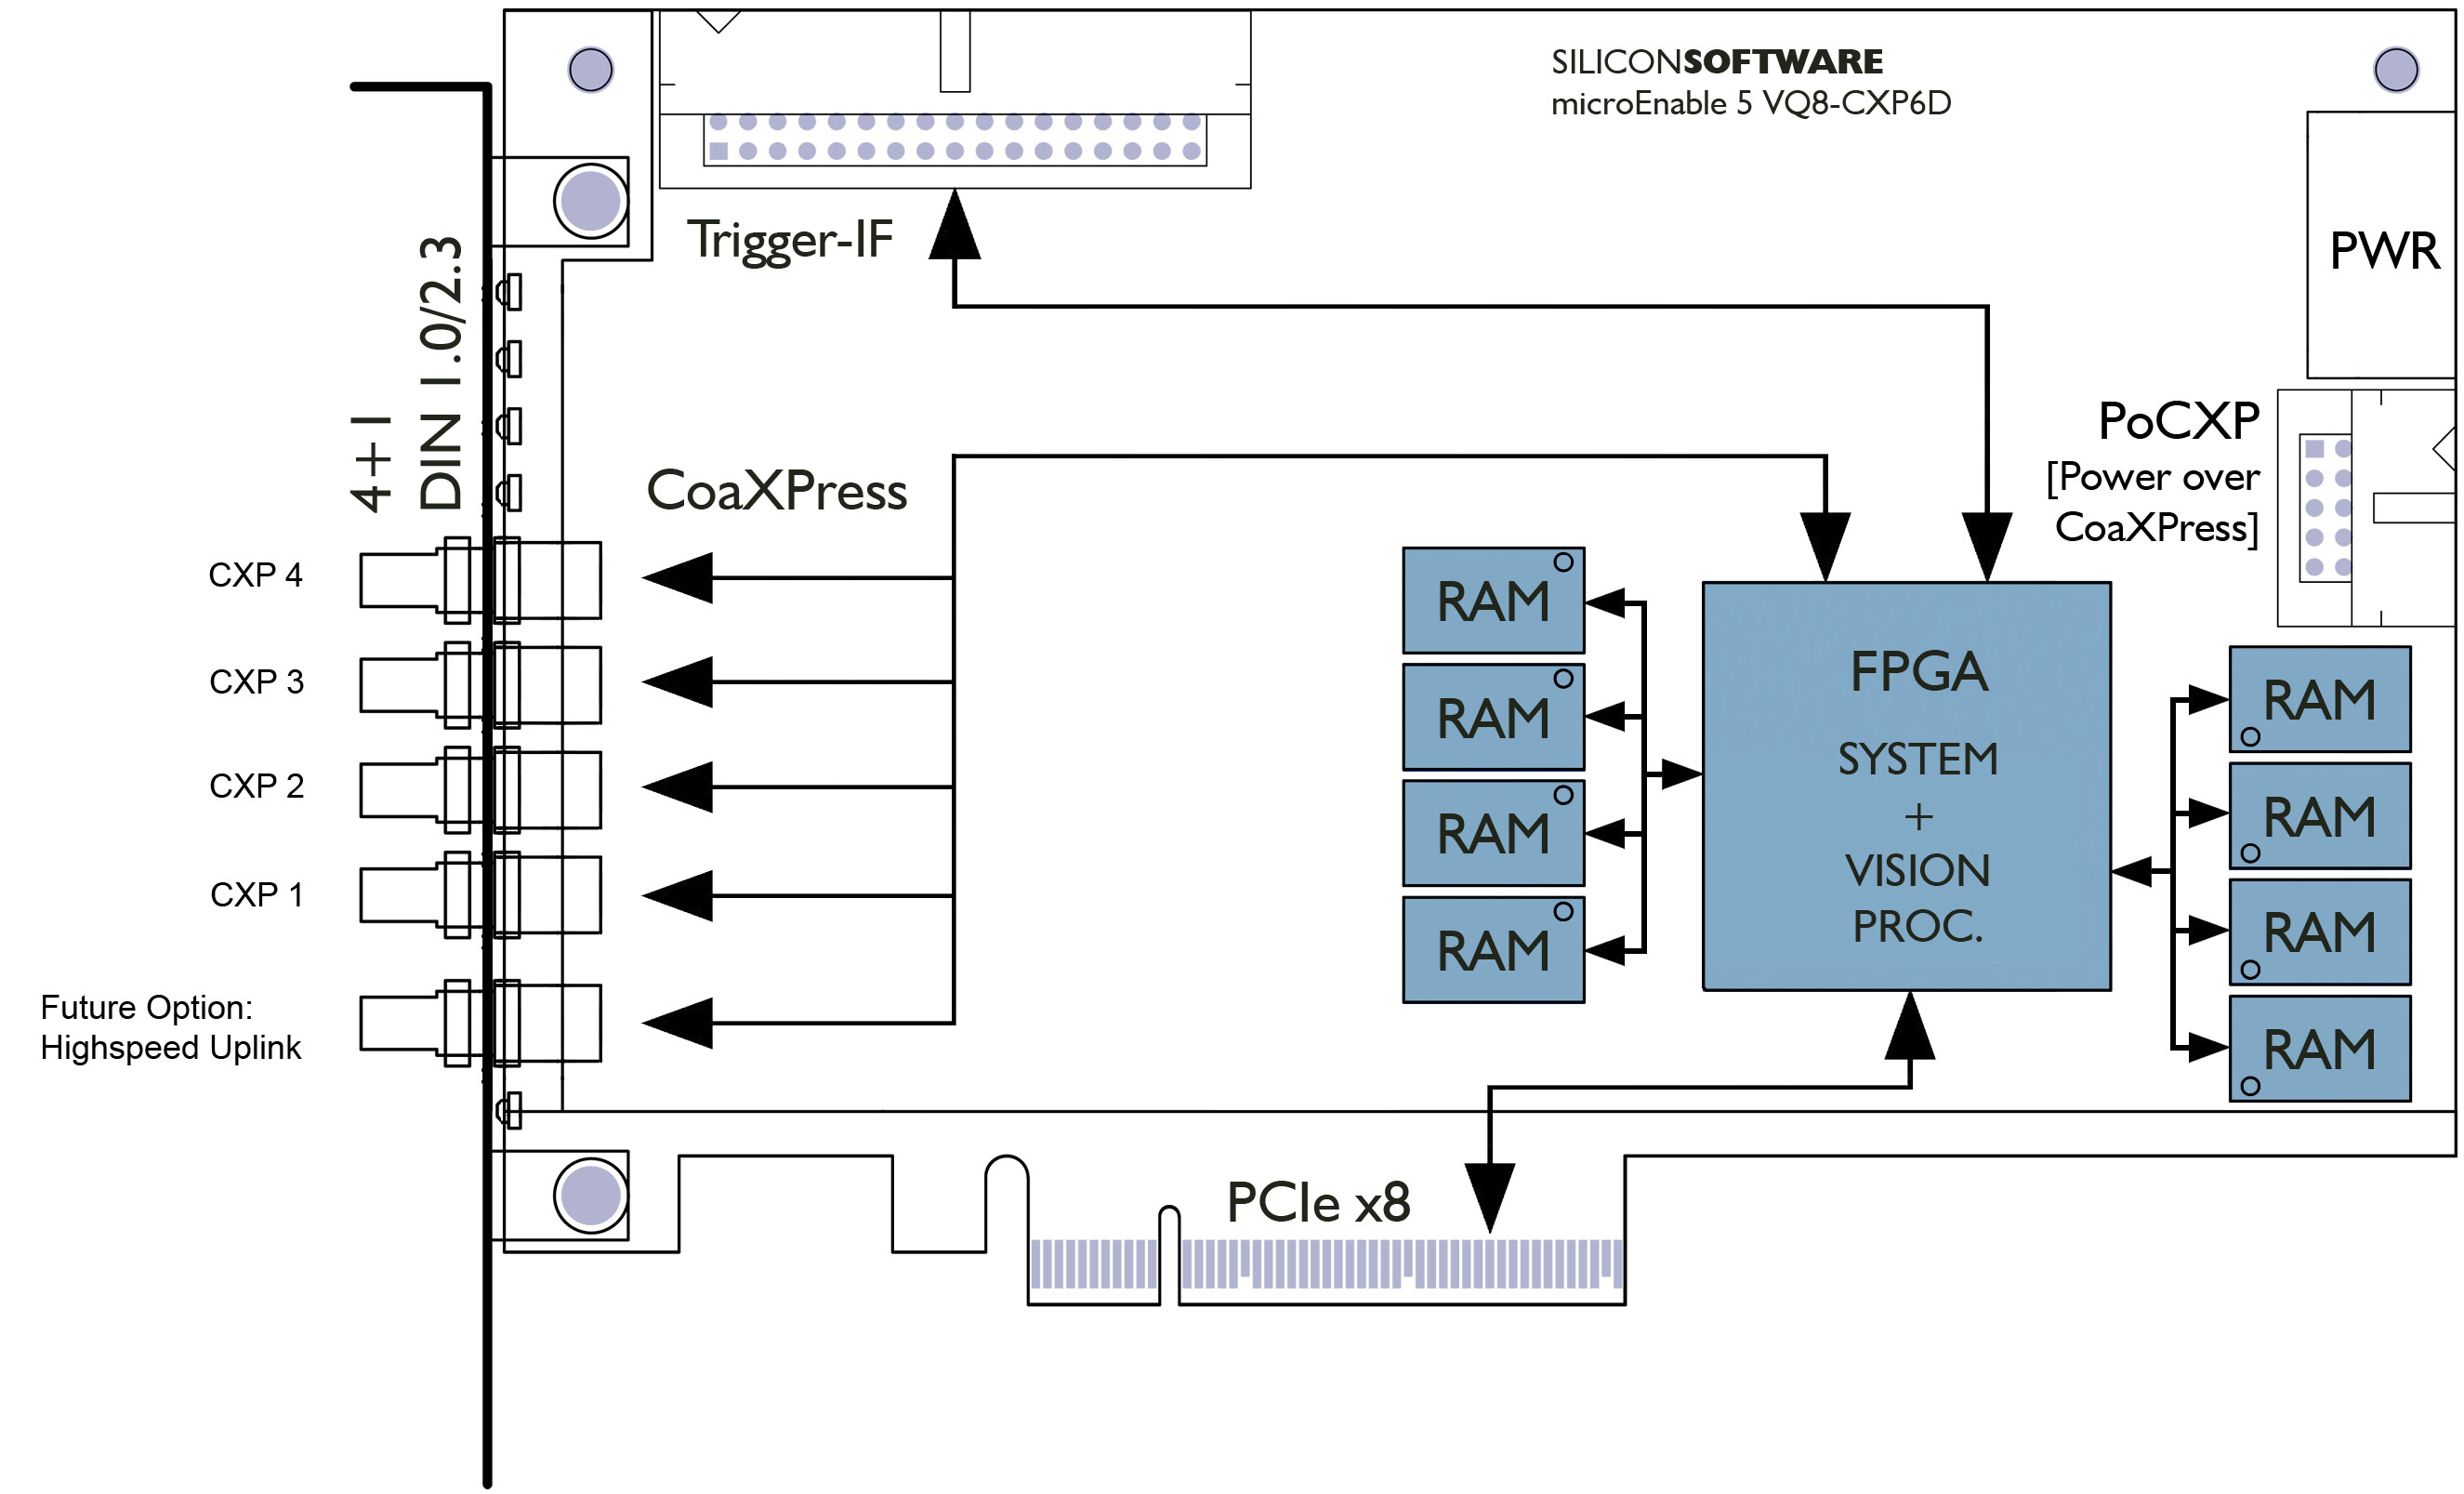 SILICONSOFTWARE
microEnable 5 VQ8-CXP6D
Trigger-IF
PWR
4+1
DIN 1.0/2.3
PoCXP
[Power over
CoaXPress]
CoaXPress
CXP 4
CXP 3
CXP 2
CXP 1
Future Option:
Highspeed Uplink
RAM
RAM
RAM
RAM
FPGA
SYSTEM
+
VISION
PROC.
RAM
RAM
RAM
RAM
PCIe x8